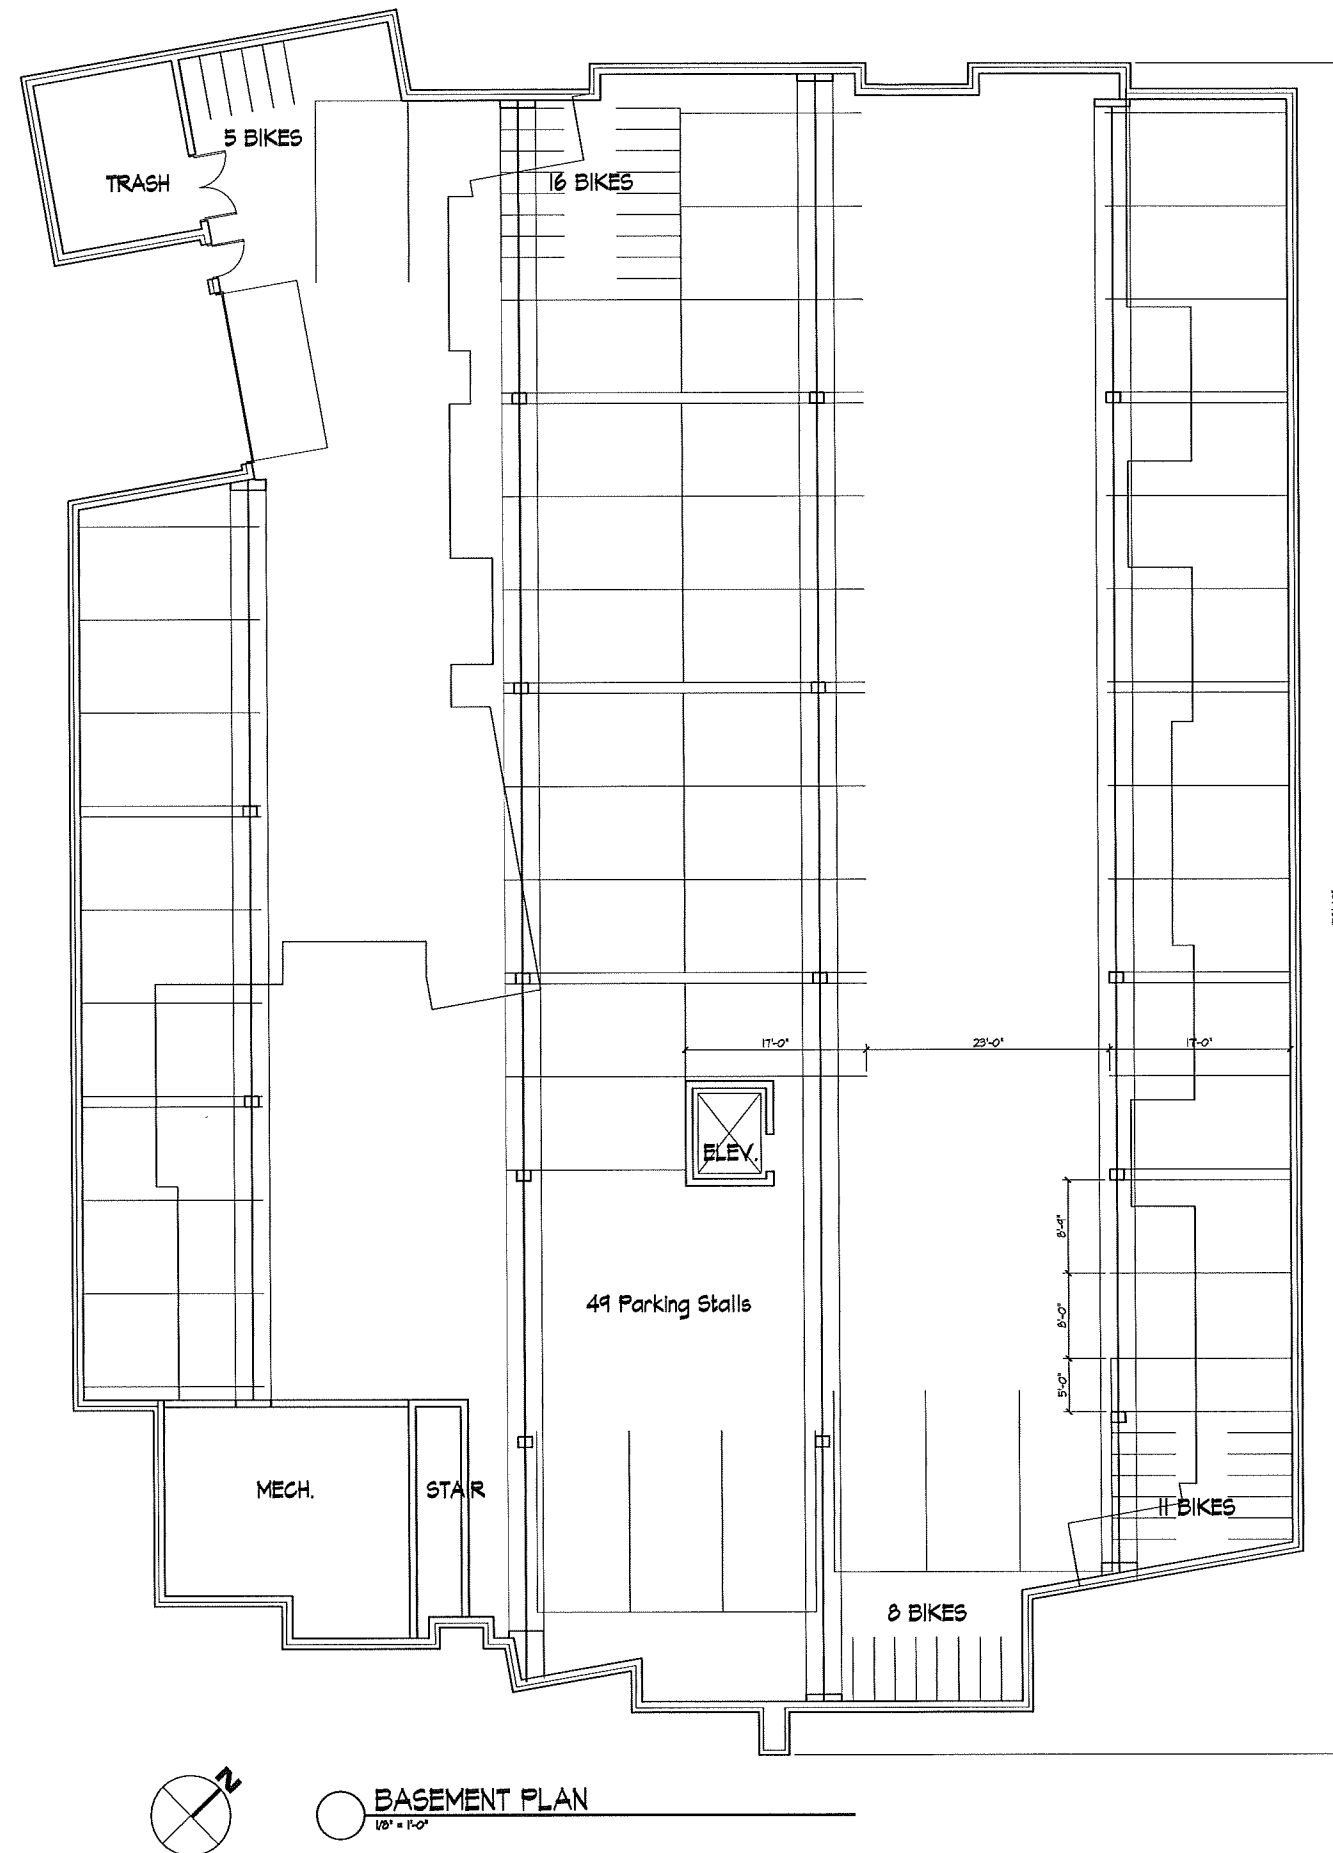 5 BIKES
TRASH
16 BIKES
17'-0"
23'-0"
17'-0"
ELEV.
8'-9"
49 Parking Stalls
8'-0"
5'-0"
MECH.
STAIR
11 BIKES
8 BIKES
N
BASEMENT PLAN
1/8" = 1'-0"